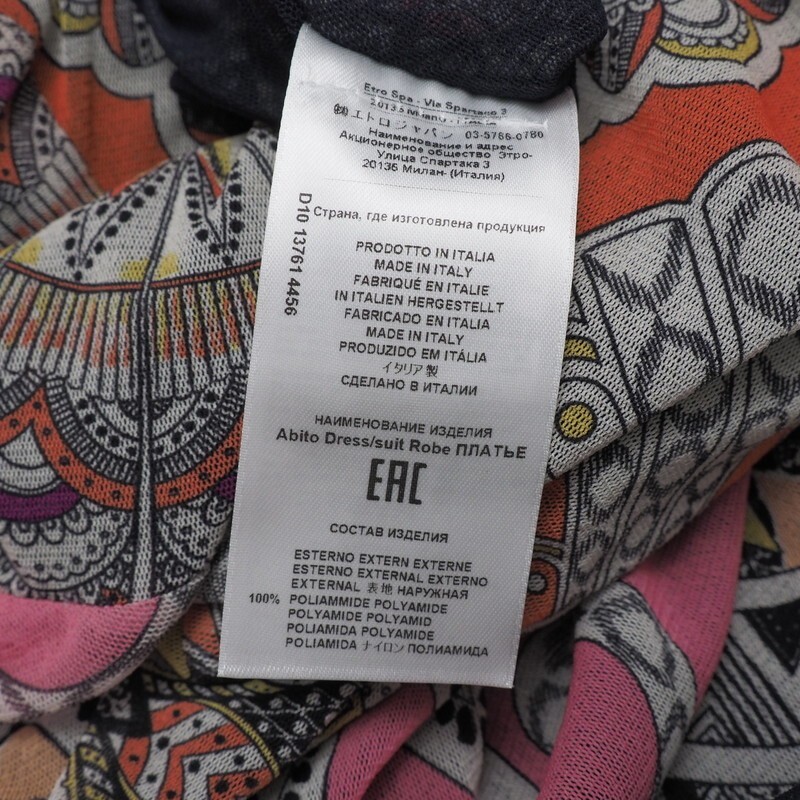 Etro Spa - Via Spartaco 3
20135 Milano - ITALIA
㈱エトロジャパン 03-5766-0780
Наименование и адрес
Акционерное общество Этро-
Улица Спартака 3
20135 Милан- (Италия)
Страна, где изготовлена продукция
D10 13761 4456
PRODOTTO IN ITALIA
MADE IN ITALY
FABRIQUÉ EN ITALIE
IN ITALIEN HERGESTELLT
FABRICADO EN ITALIA
MADE IN ITALY
PRODUZIDO EM ITÁLIA
イタリア製
СДЕЛАНО В ИТАЛИИ
НАИМЕНОВАНИЕ ИЗДЕЛИЯ
Abito Dress/suit Robe ПЛАТЬЕ
EAC
СОСТАВ ИЗДЕЛИЯ
ESTERNO EXTERN EXTERNE
ESTERNO EXTERNAL EXTERNO
EXTERNAL 表地 НАРУЖНАЯ
100% POLIAMMIDE POLYAMIDE
POLYAMIDE POLYAMID
POLIAMIDA POLYAMIDE
POLIAMIDA ナイロン ПОЛИАМИДА